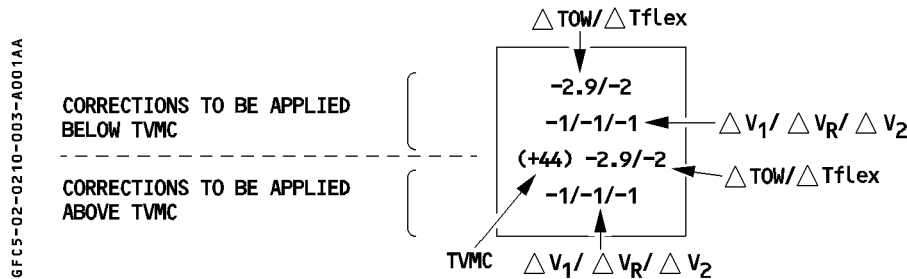 △TOW/△Tflex
-2.9/-2
CORRECTIONS TO BE APPLIED
BELOW TVMC
-1/-1/-1
△V1/ △VR/ △V2
(+44) -2.9/-2
△TOW/△Tflex
CORRECTIONS TO BE APPLIED
ABOVE TVMC
-1/-1/-1
TVMC
△V1/ △VR/ △V2
GFC5-02-0210-003-A001AA